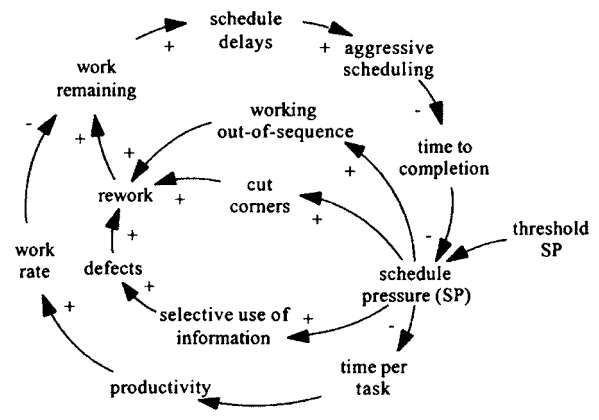 schedule
delays
+
+
aggressive
scheduling
work
remaining
-
-
working
out-of-sequence
+
+
+
time to
completion
rework
+
cut
corners
+
-
threshold
SP
work
rate
defects
+
schedule
pressure (SP)
+
+
selective use of
information
+
-
time per
task
productivity